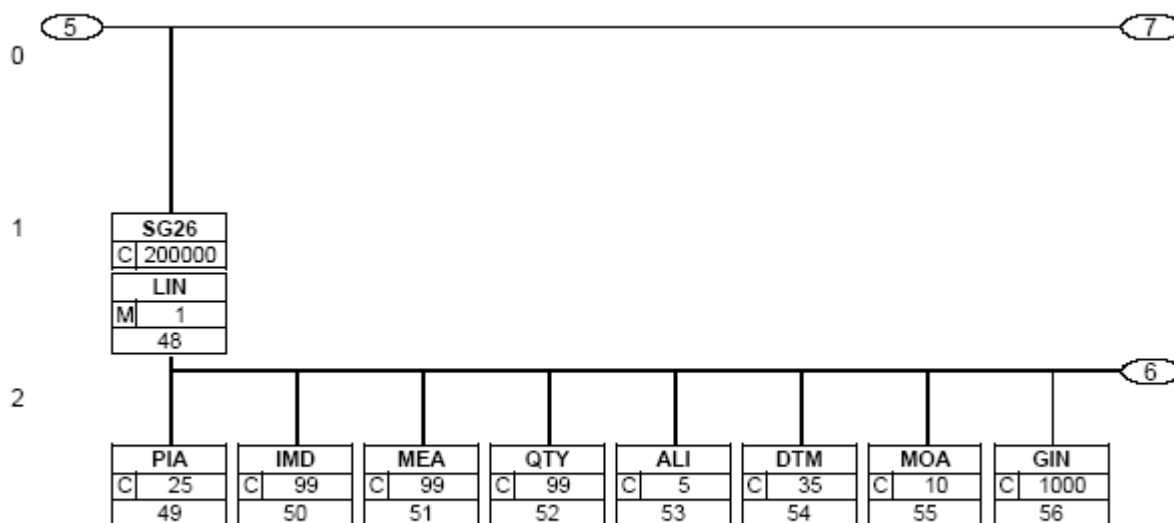 5 7
0
1
SG26
C 200000
LIN
M 1
48
6
2
PIA IMD MEA QTY ALI DTM MOA GIN
C 25 C 99 C 99 C 99 C 5 C 35 C 10 C 1000
49 50 51 52 53 54 55 56